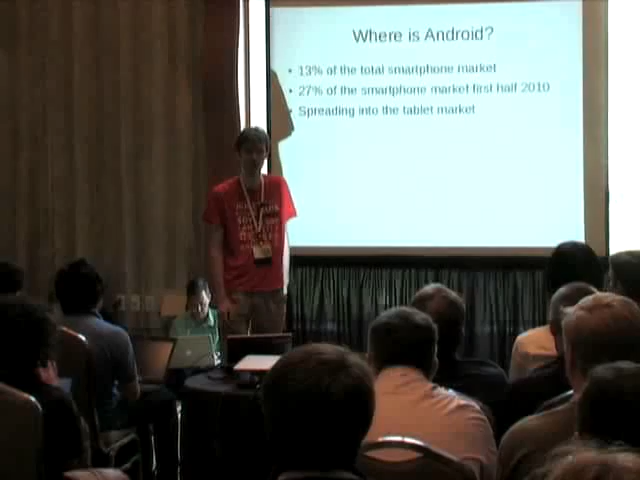 Where is Android?
• 13% of the total smartphone market
• 27% of the smartphone market first half 2010
• Spreading into the tablet market